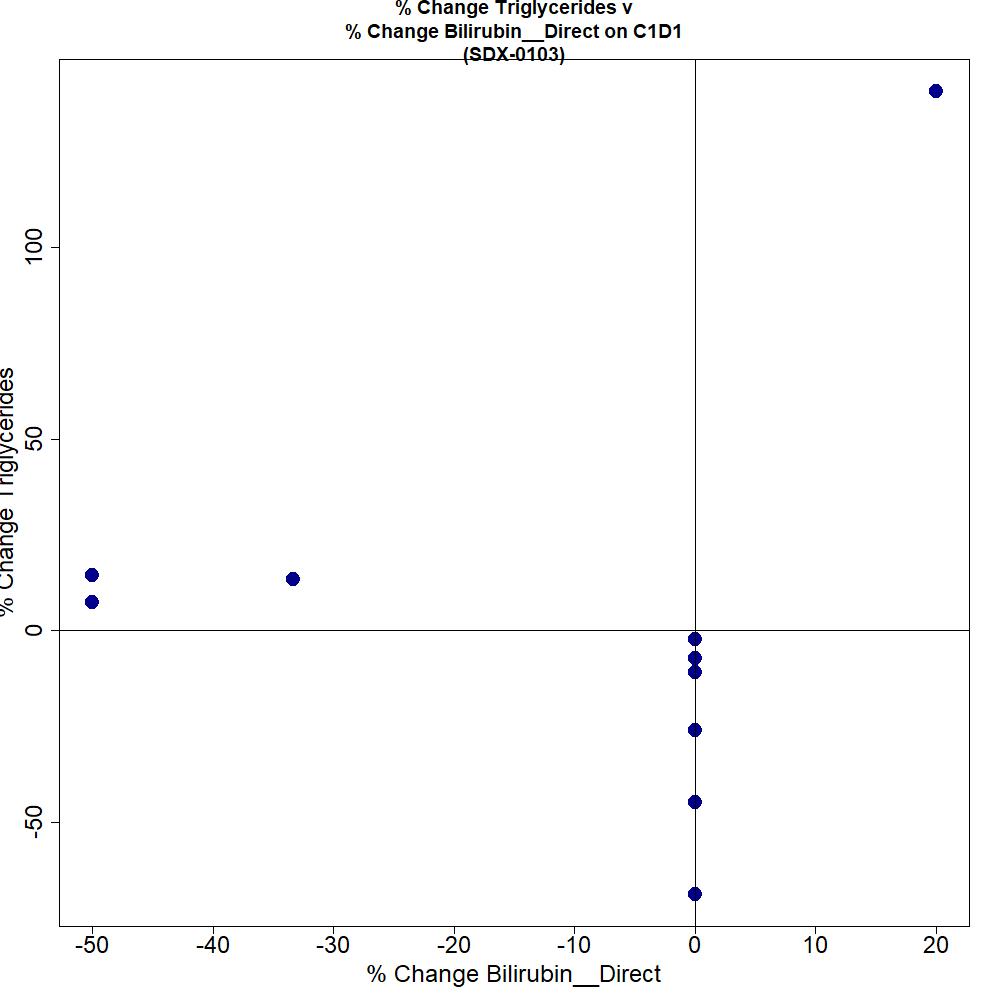 % Change Triglycerides v
% Change Bilirubin__Direct on C1D1
(SDX-0103)
% Change Triglycerides
100
50
0
-50
-50 -40 -30 -20 -10 0 10 20
% Change Bilirubin__Direct